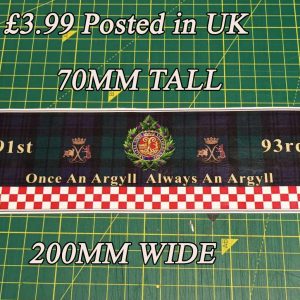 £3.99 Posted in UK
70MM TALL
91st 93rd
Once An Argyll Always An Argyll
200MM WIDE